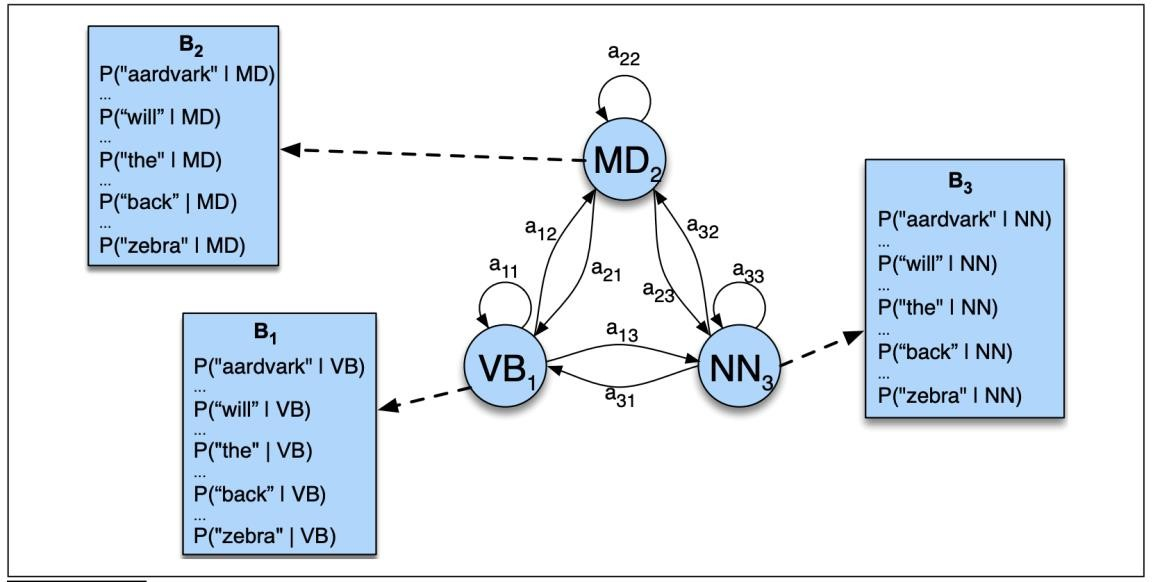 B2
P("aardvark" | MD)
...
P(“will” | MD)
...
P("the" | MD)
...
P(“back” | MD)
...
P("zebra" | MD)
a22
MD2
a12
a21
a32
a23
a11
a33
a13
a31
VB1
NN3
B1
P("aardvark" | VB)
...
P(“will” | VB)
...
P("the" | VB)
...
P(“back” | VB)
...
P("zebra" | VB)
B3
P("aardvark" | NN)
...
P(“will” | NN)
...
P("the" | NN)
...
P(“back” | NN)
...
P("zebra" | NN)